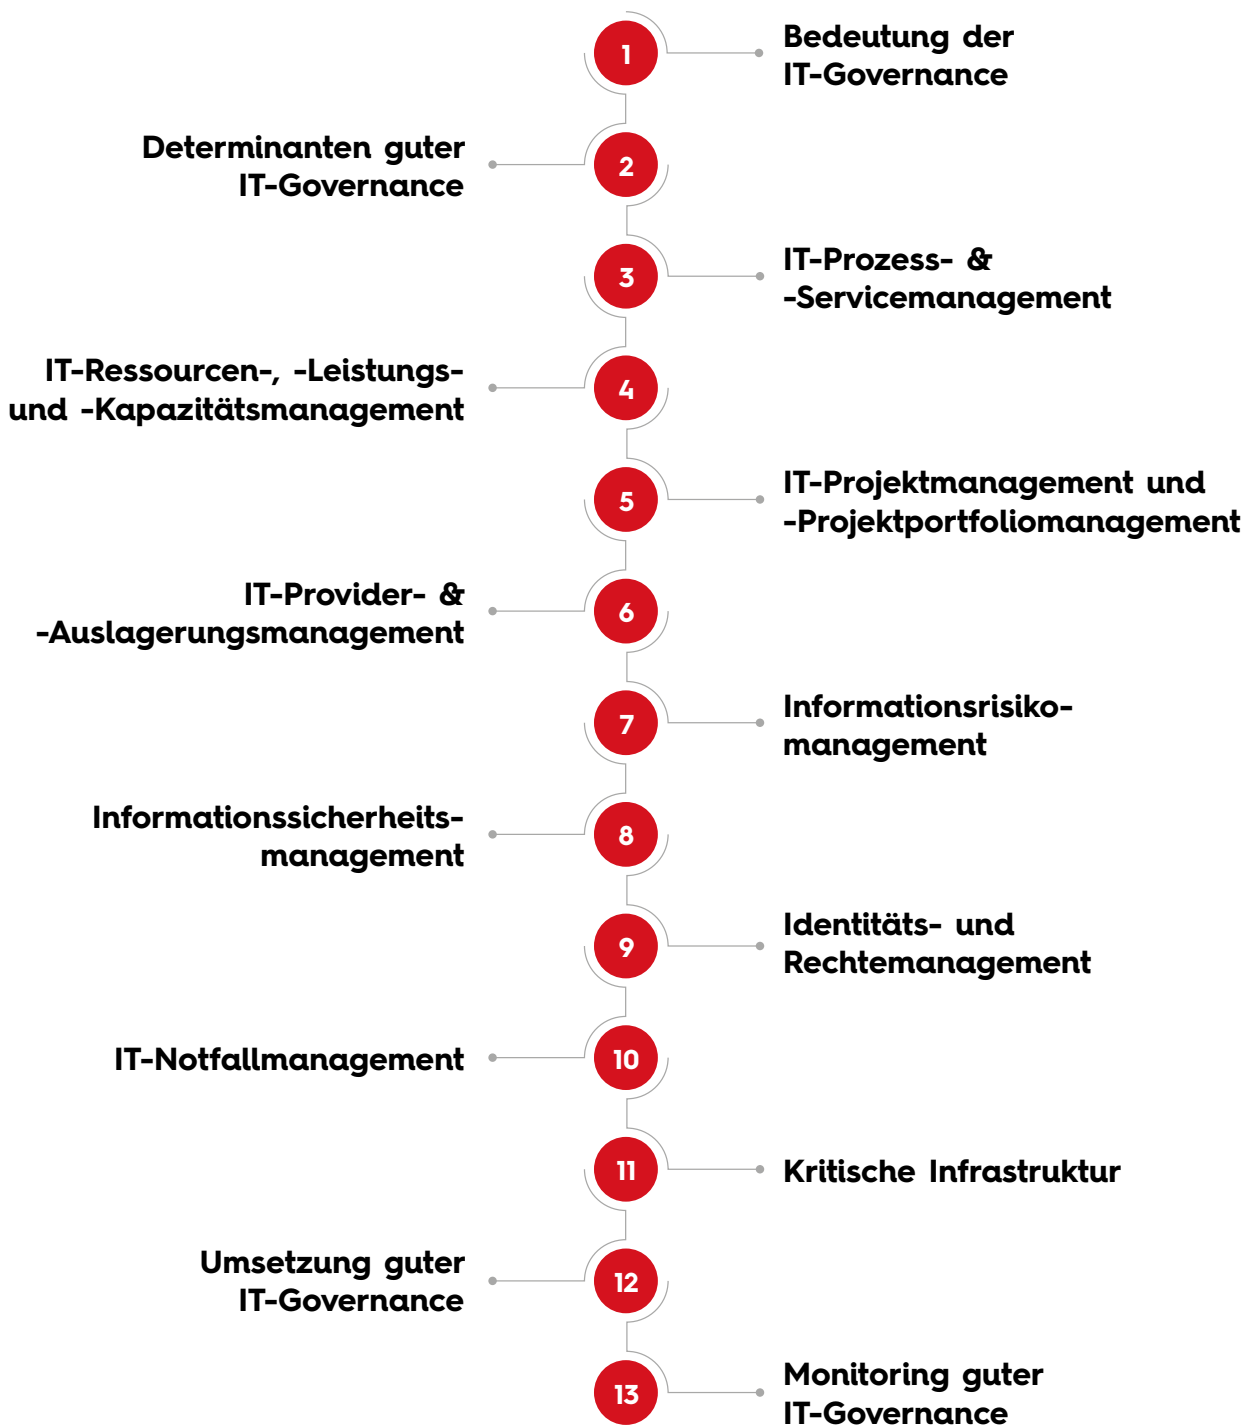 1
Bedeutung der
IT-Governance
Determinanten guter
IT-Governance
2
3
IT-Prozess- &
-Servicemanagement
IT-Ressourcen-, -Leistungs-
und -Kapazitätsmanagement
4
5
IT-Projektmanagement und
-Projektportfoliomanagement
IT-Provider- &
-Auslagerungsmanagement
6
7
Informationsrisiko-
management
Informationssicherheits-
management
8
9
Identitäts- und
Rechtemanagement
IT-Notfallmanagement
10
11
Kritische Infrastruktur
Umsetzung guter
IT-Governance
12
13
Monitoring guter
IT-Governance